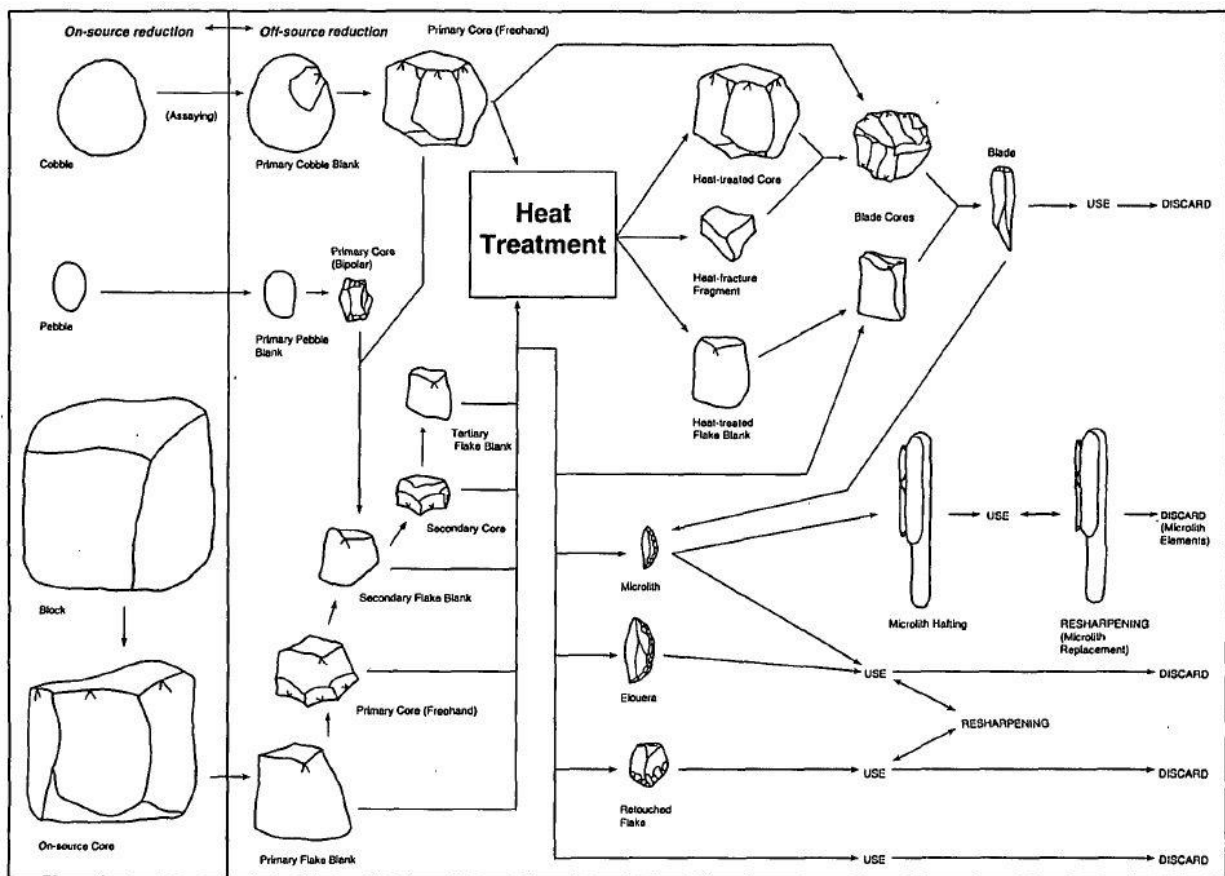 On-source reduction
Off-source reduction
Primary Core (Freehand)
(Assaying)
Cobble
Primary Cobble Blank
Heat
Treatment
Heat-treated Core
Blade Cores
Blade
USE
DISCARD
Primary Core
(Bipolar)
Heat-fracture
Fragment
Pebble
Primary Pebble
Blank
Heat-treated
Flake Blank
Tertiary
Flake Blank
Secondary Core
USE
DISCARD
(Microlith
Elements)
Secondary Flake Blank
Microlith
Block
Microlith Hafting
RESHARPENING
(Microlith
Replacement)
Elouera
USE
DISCARD
Primary Core (Freehand)
RESHARPENING
USE
DISCARD
Retouched
Flake
On-source Core
Primary Flake Blank
USE
DISCARD